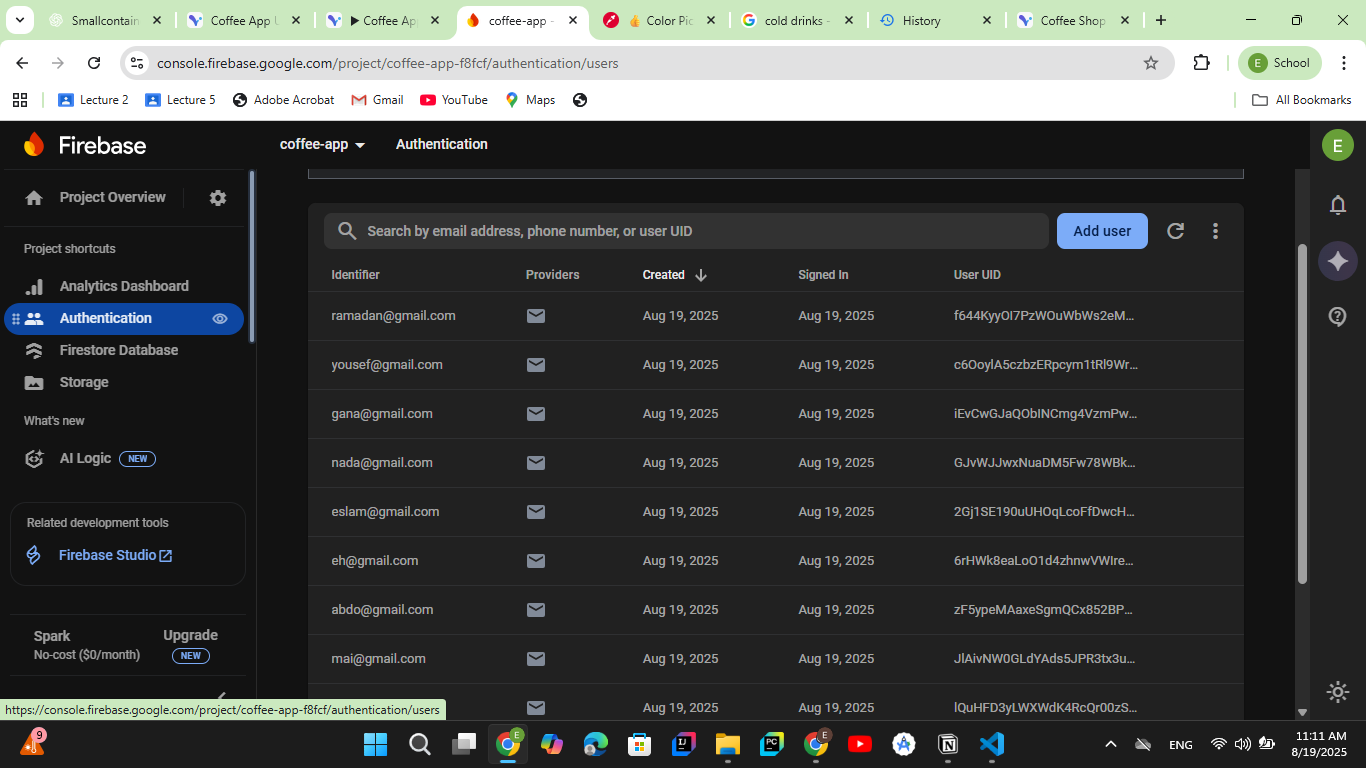 Smallcontain
Coffee App U
Coffee Ap
coffee-app -
Color Pic
cold drinks -
History
Coffee Shop
console.firebase.google.com/project/coffee-app-f8fcf/authentication/users
E School
Lecture 2
Lecture 5
Adobe Acrobat
Gmail
YouTube
Maps
All Bookmarks
Firebase
coffee-app
Authentication
E
Project Overview
Project shortcuts
Analytics Dashboard
Authentication
Firestore Database
Storage
What's new
AI Logic NEW
Related development tools
Firebase Studio
Spark
No-cost ($0/month)
Upgrade
NEW
Search by email address, phone number, or user UID
Add user
Identifier Providers Created Signed In User UID
ramadan@gmail.com Aug 19, 2025 Aug 19, 2025 f644KyyOI7PzWOuWbWs2eM...
yousef@gmail.com Aug 19, 2025 Aug 19, 2025 c6OoylA5czbzERpcym1tRl9Wr...
gana@gmail.com Aug 19, 2025 Aug 19, 2025 iEvCwGJaQObINCmg4VzmPw...
nada@gmail.com Aug 19, 2025 Aug 19, 2025 GJvWJJwxNuaDM5Fw78WBk...
eslam@gmail.com Aug 19, 2025 Aug 19, 2025 2Gj1SE190uUHOqLcoFfDwcH...
eh@gmail.com Aug 19, 2025 Aug 19, 2025 6rHWk8eaLoO1d4zhnwVWIre...
abdo@gmail.com Aug 19, 2025 Aug 19, 2025 zF5ypeMAaxeSgmQCx852BP...
mai@gmail.com Aug 19, 2025 Aug 19, 2025 JlAivNW0GLdYAds5JPR3tx3u...
Aug 19, 2025 Aug 19, 2025 lQuHFD3yLWXWdK4RcQr00zS...
https://console.firebase.google.com/project/coffee-app-f8fcf/authentication/users
9
ENG
11:11 AM
8/19/2025